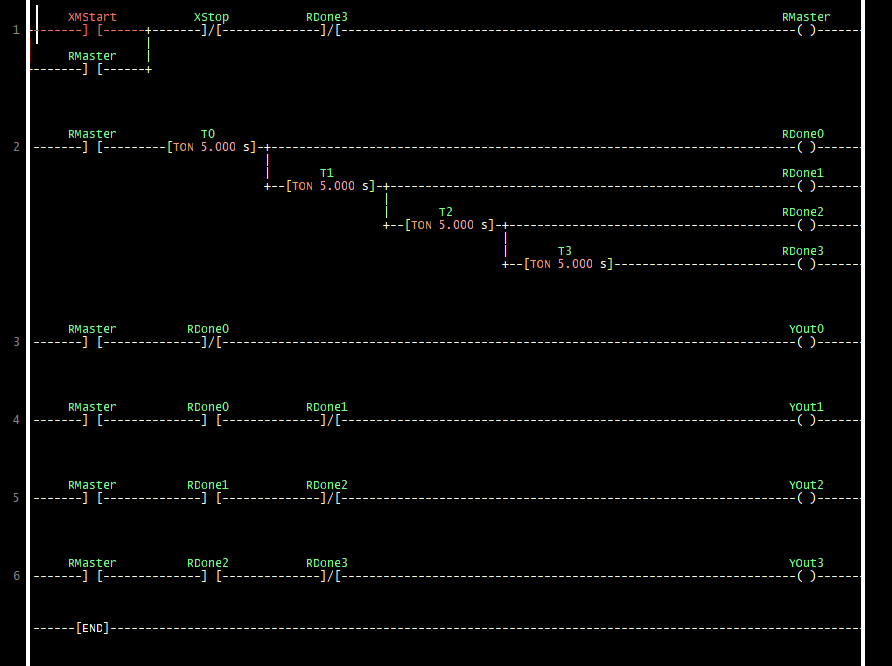 XMStart XStop RDone3 RMaster
1 ] [ ]/[ ]/[ ( )
RMaster
] [
RMaster T0 RDone0
2 ] [ [TON 5.000 s] ( )
T1 RDone1
[TON 5.000 s] ( )
T2 RDone2
[TON 5.000 s] ( )
T3 RDone3
[TON 5.000 s] ( )
RMaster RDone0 YOut0
3 ] [ ]/[ ( )
RMaster RDone0 RDone1 YOut1
4 ] [ ] [ ]/[ ( )
RMaster RDone1 RDone2 YOut2
5 ] [ ] [ ]/[ ( )
RMaster RDone2 RDone3 YOut3
6 ] [ ] [ ]/[ ( )
[END]